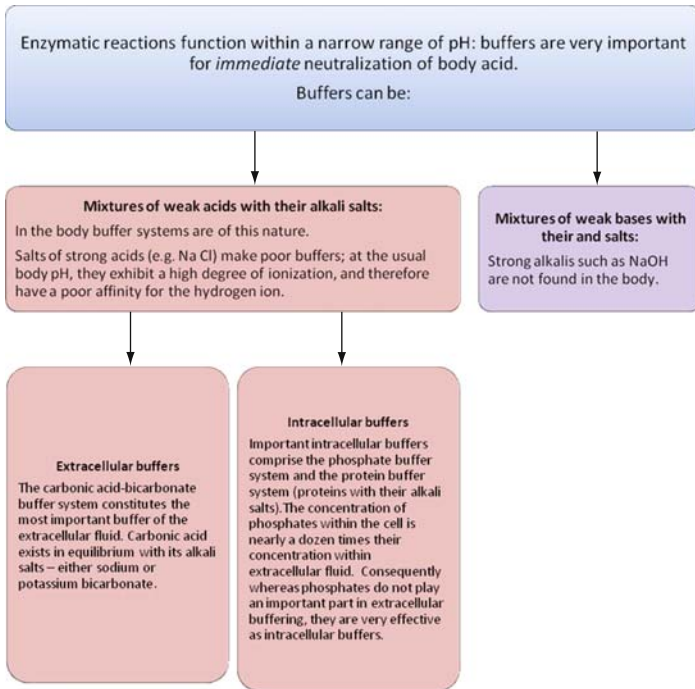 Enzymatic reactions function within a narrow range of pH: buffers are very important
for immediate neutralization of body acid.
Buffers can be:
Mixtures of weak acids with their alkali salts:
In the body buffer systems are of this nature.
Salts of strong acids (e.g. Na Cl) make poor buffers; at the usual
body pH, they exhibit a high degree of ionization, and therefore
have a poor affinity for the hydrogen ion.
Mixtures of weak bases with
their and salts:
Strong alkalis such as NaOH
are not found in the body.
Extracellular buffers
The carbonic acid-bicarbonate
buffer system constitutes the
most important buffer of the
extracellular fluid. Carbonic acid
exists in equilibrium with its alkali
salts – either sodium or
potassium bicarbonate.
Intracellular buffers
Important intracellular buffers
comprise the phosphate buffer
system and the protein buffer
system (proteins with their alkali
salts).The concentration of
phosphates within the cell is
nearly a dozen times their
concentration within
extracellular fluid. Consequently
whereas phosphates do not play
an important part in extracellular
buffering, they are very effective
as intracellular buffers.